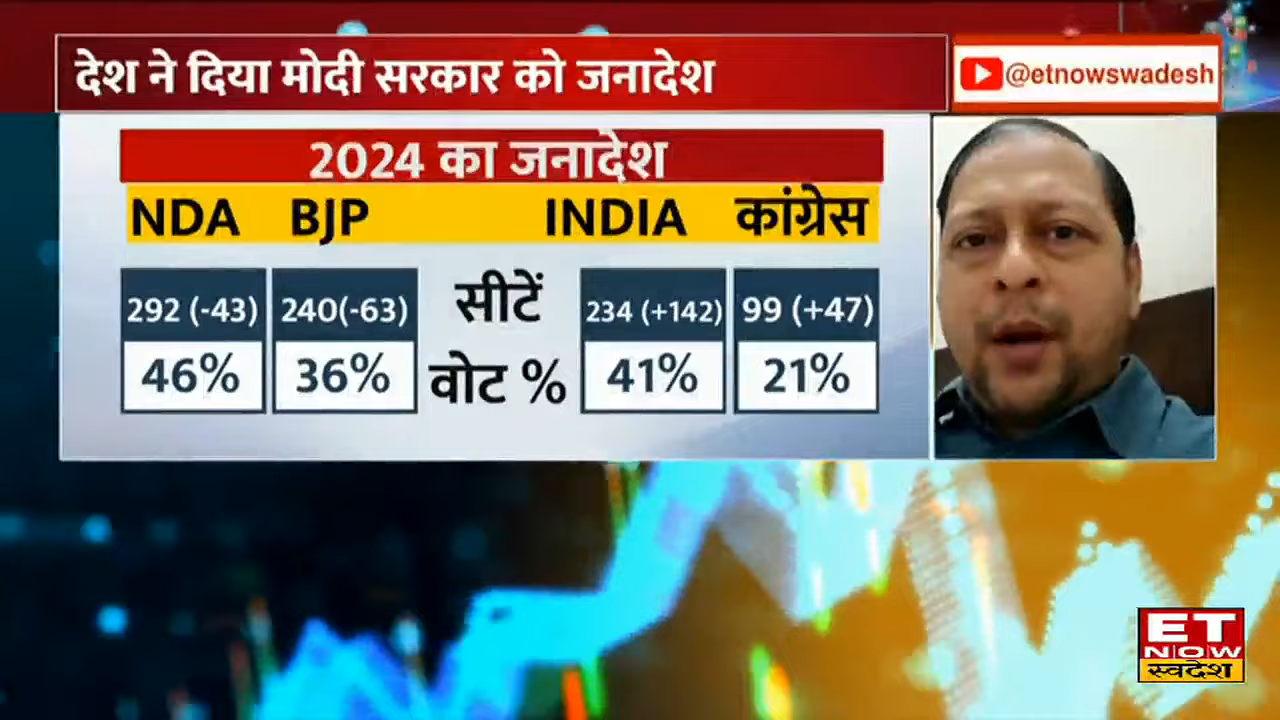 देश ने दिया मोदी सरकार को जनादेश
@etnowswadesh
2024 का जनादेश
NDA BJP INDIA कांग्रेस
292 (-43) 240(-63) सीटें 234 (+142) 99 (+47)
46% 36% वोट % 41% 21%
ET
NOW
स्वदेश